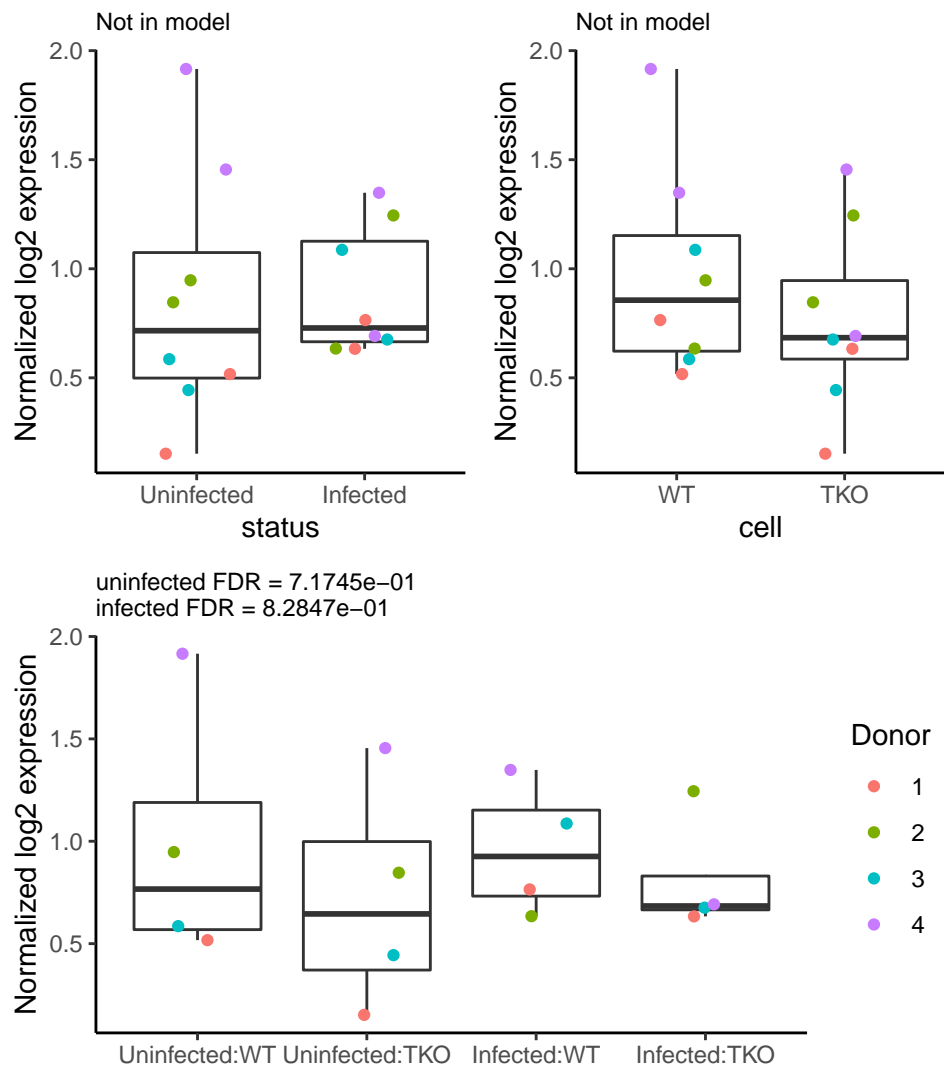 Not in model
Normalized log2 expression
2.0
1.5
1.0
0.5
Uninfected
Infected
status
Not in model
Normalized log2 expression
2.0
1.5
1.0
0.5
WT
TKO
cell
uninfected FDR = 7.1745e−01
infected FDR = 8.2847e−01
Normalized log2 expression
2.0
1.5
1.0
0.5
Uninfected:WT
Uninfected:TKO
Infected:WT
Infected:TKO
Donor
1
2
3
4